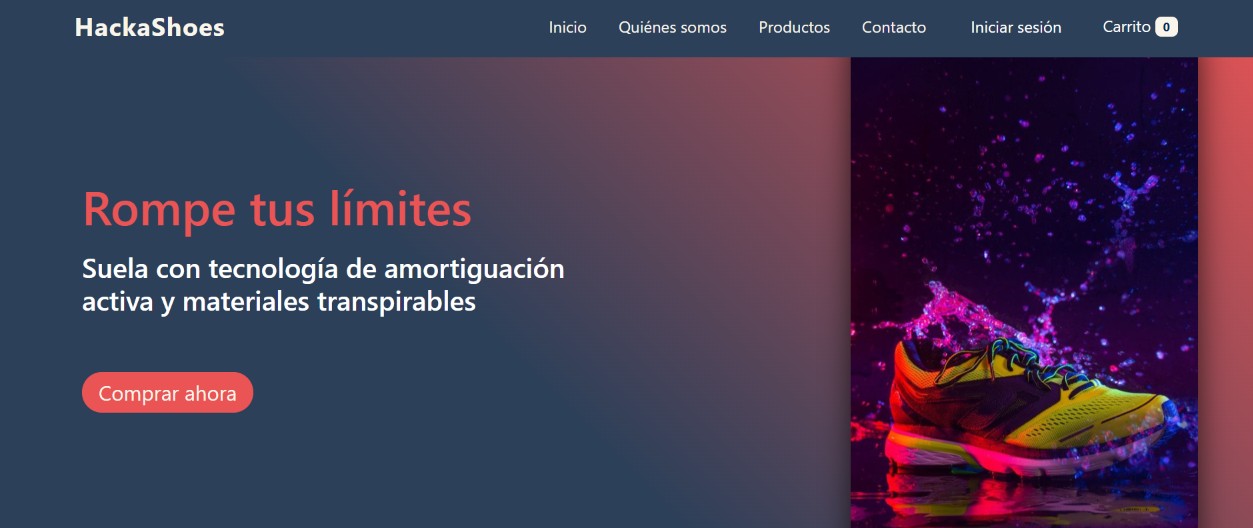 HackaShoes
Inicio
Quiénes somos
Productos
Contacto
Iniciar sesión
Carrito 0
Rompe tus límites
Suela con tecnología de amortiguación
activa y materiales transpirables
Comprar ahora